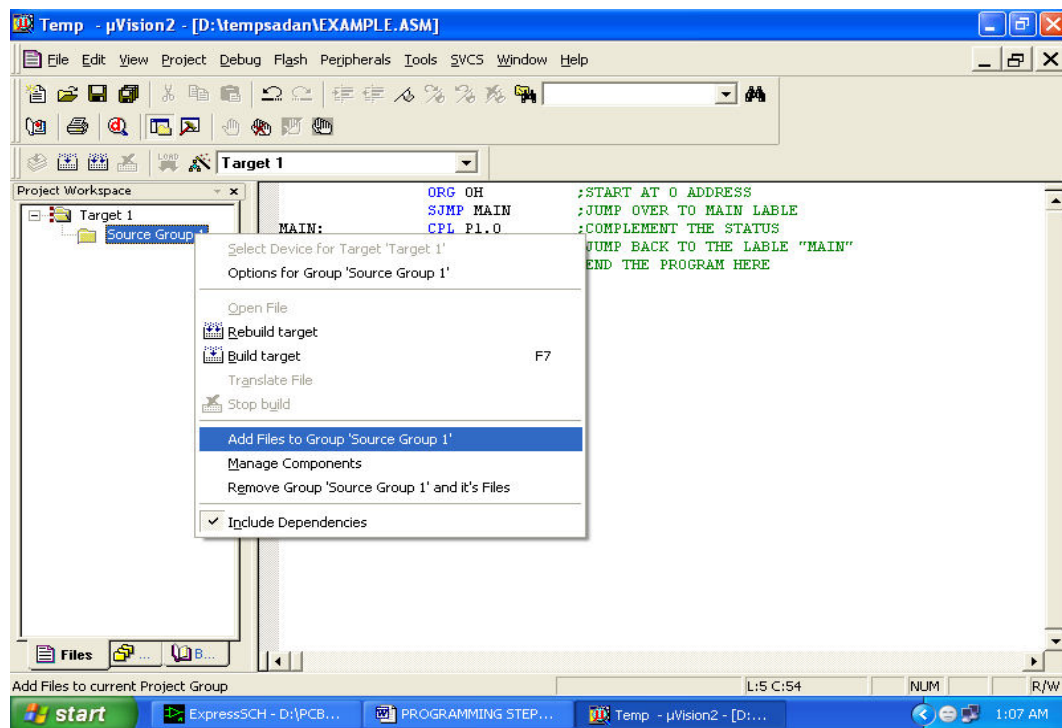 Temp - µVision2 - [D:\tempsadan\EXAMPLE.ASM]
File Edit View Project Debug Flash Peripherals Tools SVCS Window Help
LOAD Target 1
Project Workspace
Target 1
Source Group 1
ORG 0H ;START AT 0 ADDRESS
SJMP MAIN ;JUMP OVER TO MAIN LABLE
MAIN: CPL P1.0 ;COMPLEMENT THE STATUS
JUMP BACK TO THE LABLE "MAIN"
END THE PROGRAM HERE
Select Device for Target 'Target 1'
Options for Group 'Source Group 1'
Open File
Rebuild target
Build target F7
Translate File
Stop build
Add Files to Group 'Source Group 1'
Manage Components
Remove Group 'Source Group 1' and it's Files
Include Dependencies
Files ... B...
Add Files to current Project Group L:5 C:54 NUM R/W
start ExpressSCH - D:\PCB... PROGRAMMING STEP... Temp - µVision2 - [D:... 1:07 AM